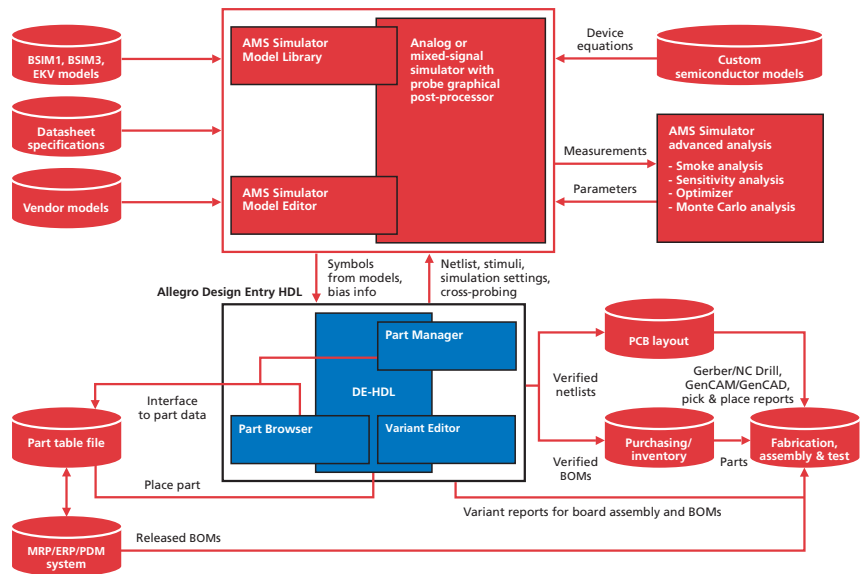 BSIM1, BSIM3,
EKV models
Datasheet
specifications
Vendor models
AMS Simulator
Model Library
AMS Simulator
Model Editor
Analog or
mixed-signal
simulator with
probe graphical
post-processor
Device
equations
Custom
semiconductor models
Measurements
Parameters
AMS Simulator
advanced analysis
- Smoke analysis
- Sensitivity analysis
- Optimizer
- Monte Carlo analysis
Symbols
from models,
bias info
Netlist, stimuli,
simulation settings,
cross-probing
Allegro Design Entry HDL
Part Manager
DE-HDL
Part Browser
Variant Editor
Interface
to part data
Part table file
Place part
MRP/ERP/PDM
system
Released BOMs
Verified
netlists
PCB layout
Gerber/NC Drill,
GenCAM/GenCAD,
pick & place reports
Verified
BOMs
Purchasing/
inventory
Parts
Fabrication,
assembly & test
Variant reports for board assembly and BOMs